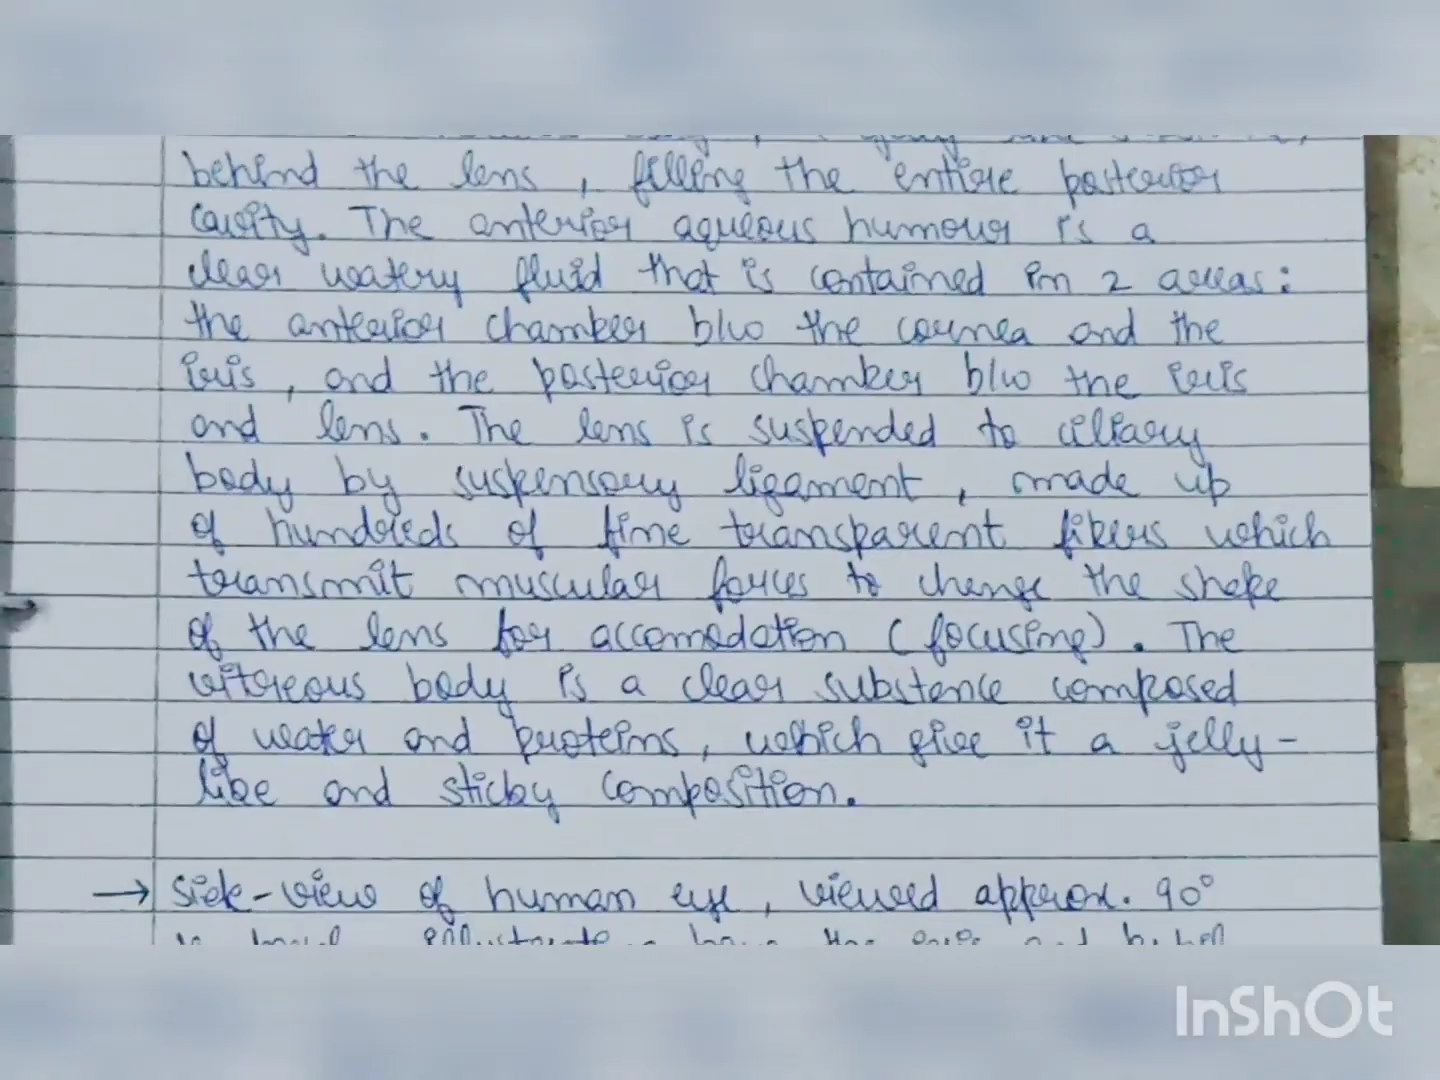 behind the lens, filling the entire posterior
cavity. The anterior aqueous humour is a
clear watery fluid that is contained in 2 areas:
the anterior chamber b/w the cornea and the
iris, and the posterior chamber b/w the iris
and lens. The lens is suspended to ciliary
body by suspensory ligament, made up
of hundreds of fine transparent fibers which
transmit muscular forces to change the shape
of the lens for accomodation (focusing). The
vitreous body is a clear substance composed
of water and proteins, which give it a jelly-
like and sticky composition.
→ Side-view of human eye, viewed approx. 90°
InShOt